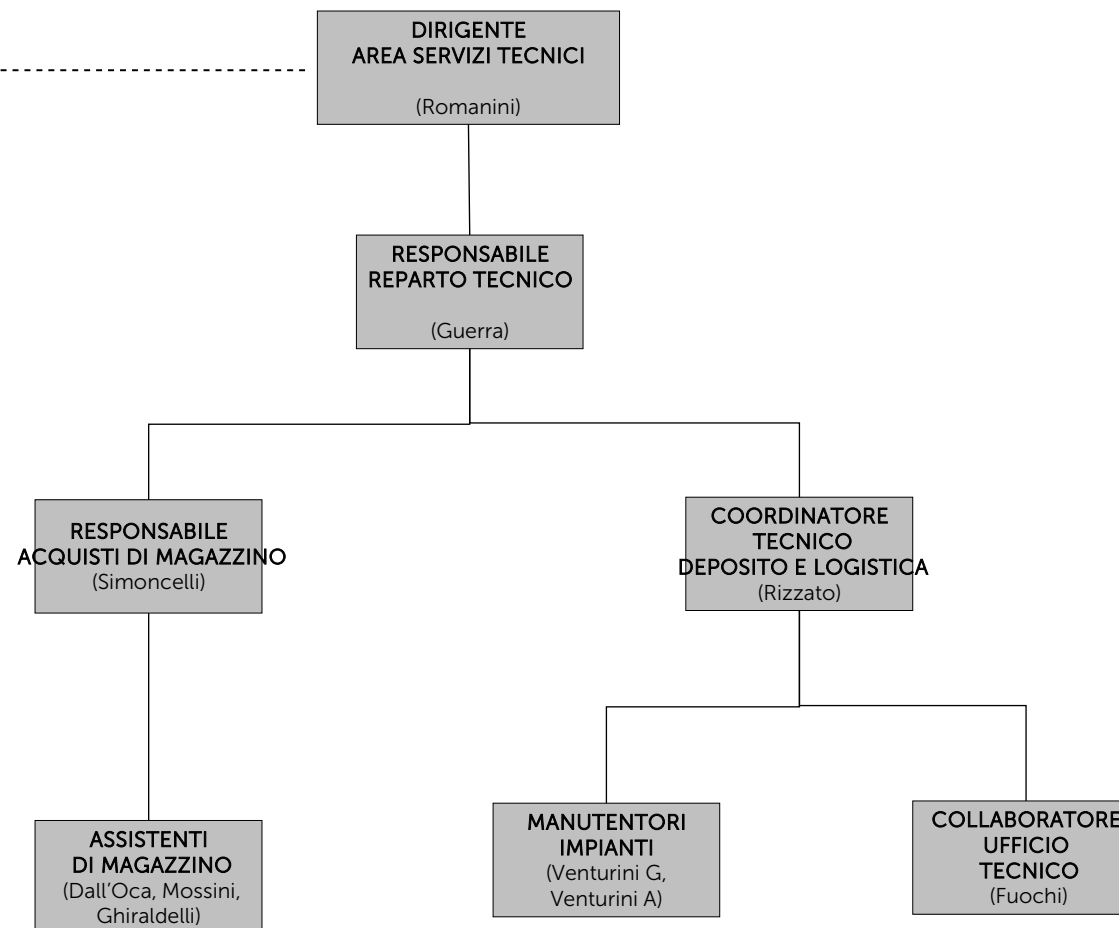 DIRIGENTE
AREA SERVIZI TECNICI
(Romanini)
RESPONSABILE
REPARTO TECNICO
(Guerra)
RESPONSABILE
ACQUISTI DI MAGAZZINO
(Simoncelli)
COORDINATORE
TECNICO
DEPOSITO E LOGISTICA
(Rizzato)
ASSISTENTI
DI MAGAZZINO
(Dall'Oca, Mossini,
Ghiraldelli)
MANUTENTORI
IMPIANTI
(Venturini G,
Venturini A)
COLLABORATORE
UFFICIO
TECNICO
(Fuochi)